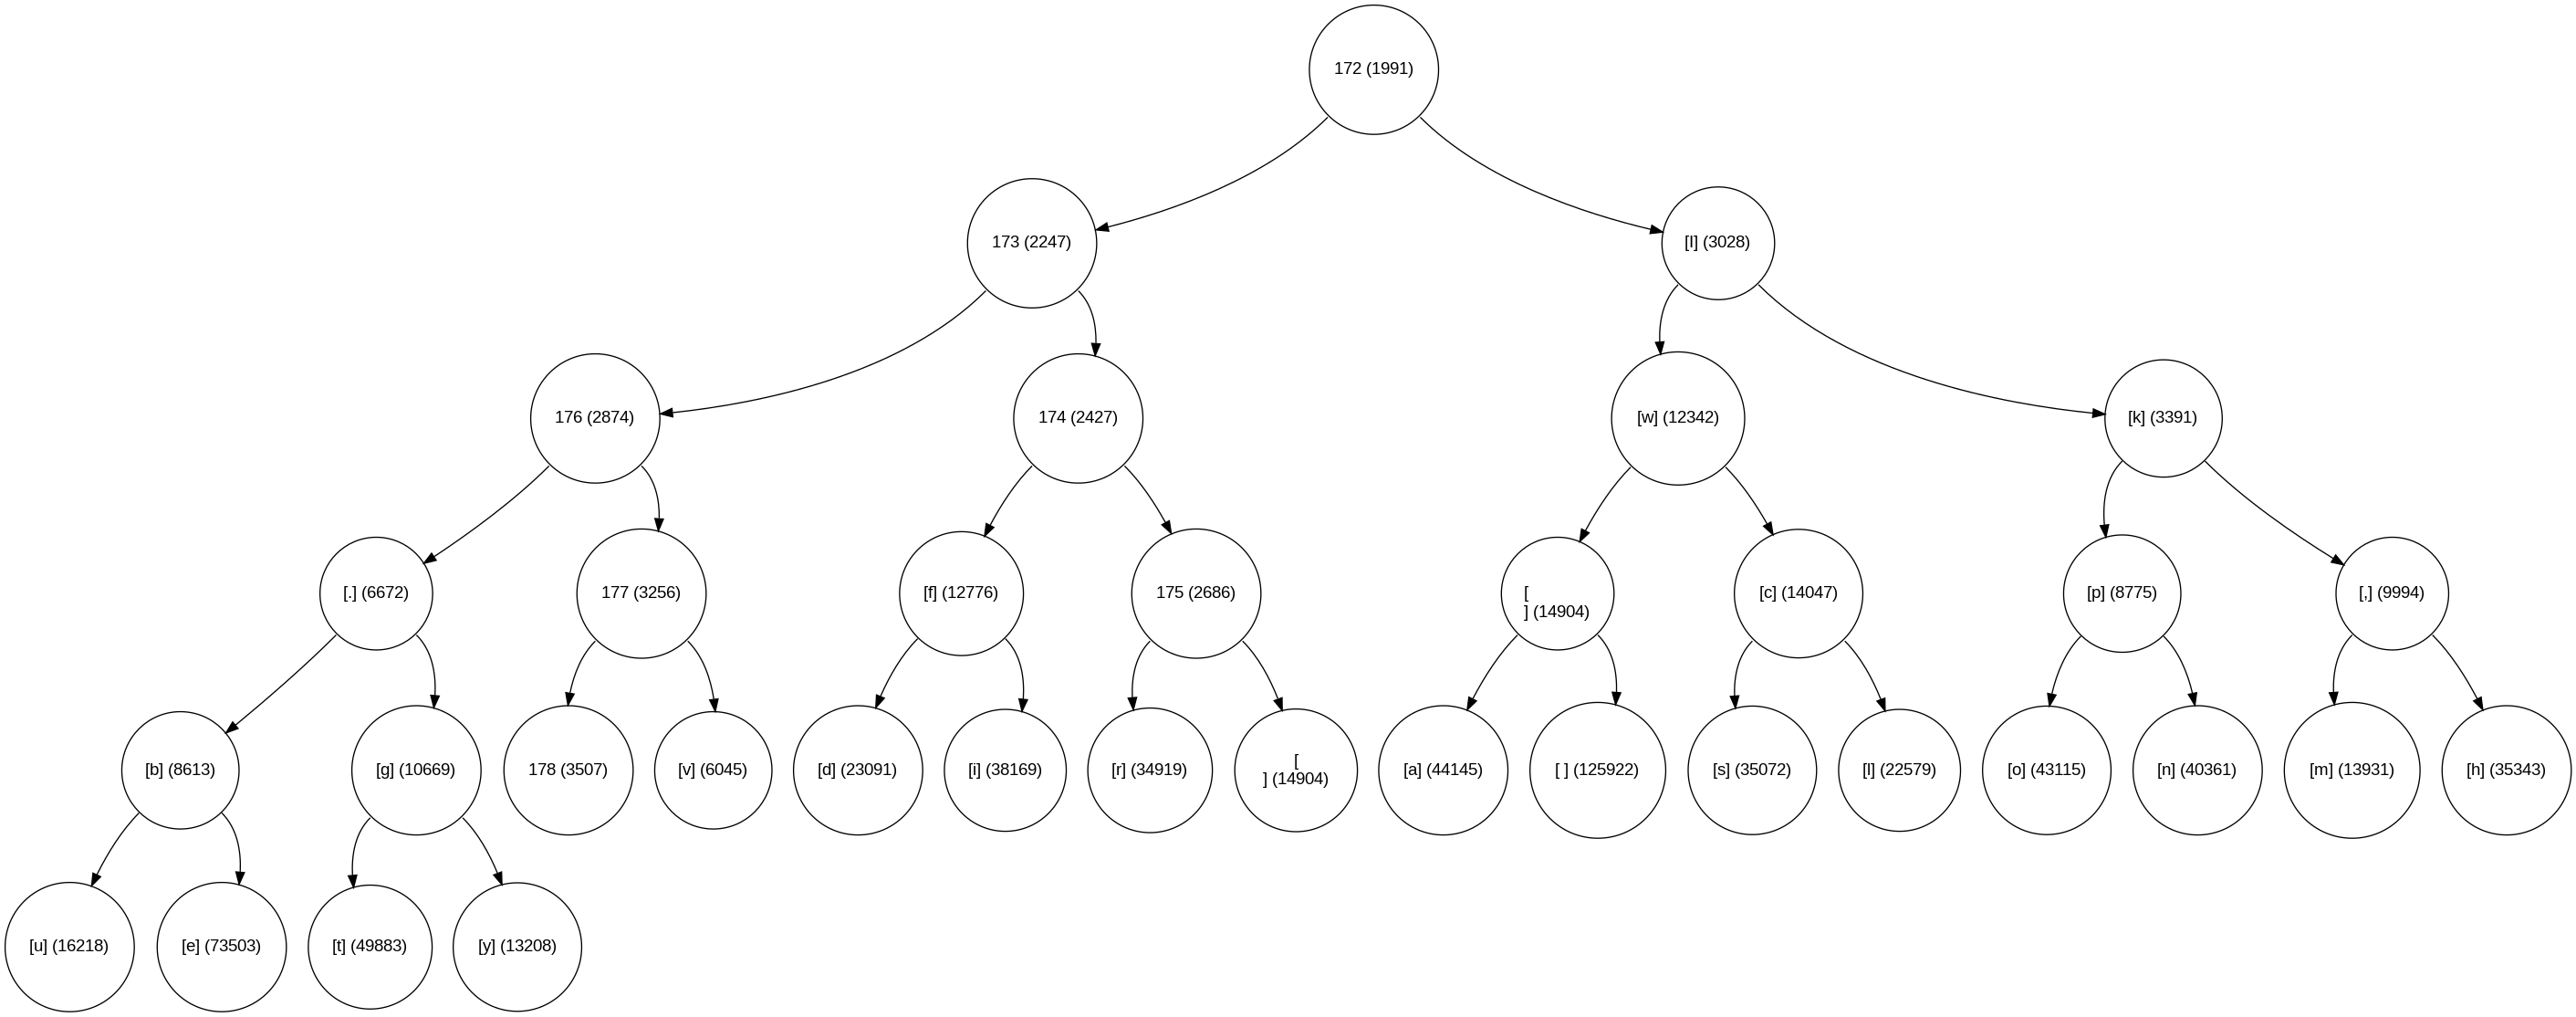 172 (1991)
173 (2247)
[I] (3028)
176 (2874)
174 (2427)
[w] (12342)
[k] (3391)
[.] (6672)
177 (3256)
[f] (12776)
175 (2686)
[
] (14904)
[c] (14047)
[p] (8775)
[,] (9994)
[b] (8613)
[g] (10669)
178 (3507)
[v] (6045)
[d] (23091)
[i] (38169)
[r] (34919)
[
] (14904)
[a] (44145)
[ ] (125922)
[s] (35072)
[l] (22579)
[o] (43115)
[n] (40361)
[m] (13931)
[h] (35343)
[u] (16218)
[e] (73503)
[t] (49883)
[y] (13208)